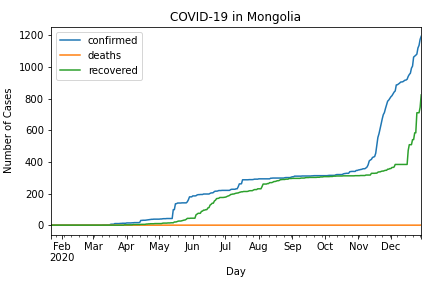 COVID-19 in Mongolia
1200
1000
800
600
400
200
0
Number of Cases
confirmed
deaths
recovered
Feb
2020
Mar
Apr
May
Jun
Jul
Aug
Sep
Oct
Nov
Dec
Day